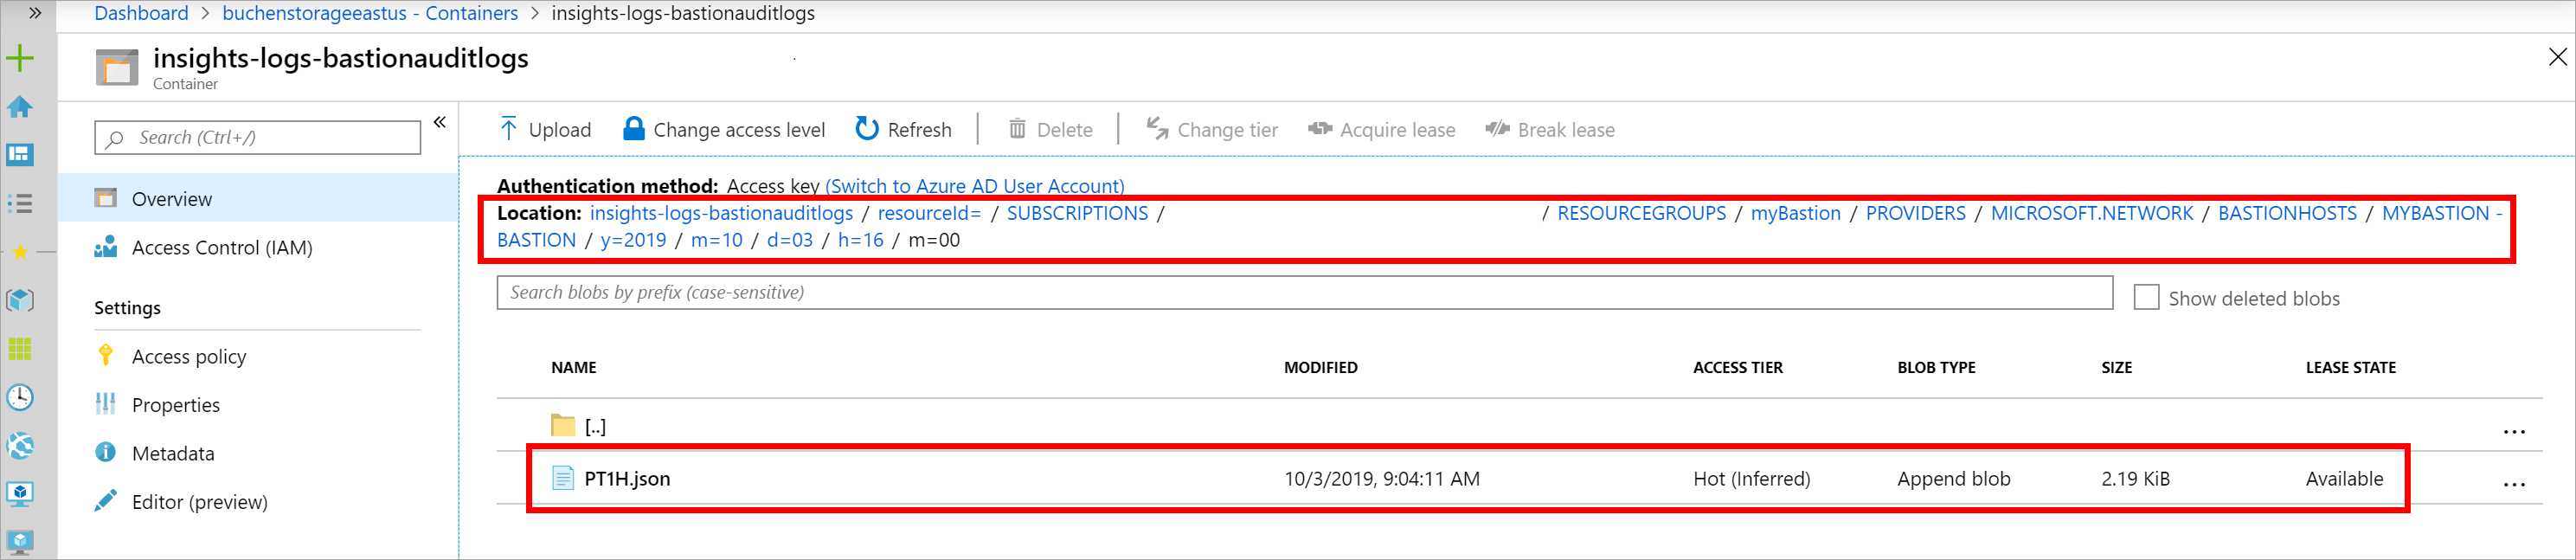 Dashboard > buchenstorageeastus - Containers > insights-logs-bastionauditlogs
insights-logs-bastionauditlogs
Container
Search (Ctrl+/)
Overview
Access Control (IAM)
Settings
Access policy
Properties
Metadata
Editor (preview)
Upload Change access level Refresh Delete Change tier Acquire lease Break lease
Authentication method: Access key (Switch to Azure AD User Account)
Location: insights-logs-bastionauditlogs / resourceId= / SUBSCRIPTIONS / / RESOURCEGROUPS / myBastion / PROVIDERS / MICROSOFT.NETWORK / BASTIONHOSTS / MYBASTION -
BASTION / y=2019 / m=10 / d=03 / h=16 / m=00
Search blobs by prefix (case-sensitive) Show deleted blobs
NAME MODIFIED ACCESS TIER BLOB TYPE SIZE LEASE STATE
[..] ...
PT1H.json 10/3/2019, 9:04:11 AM Hot (Inferred) Append blob 2.19 KiB Available ...